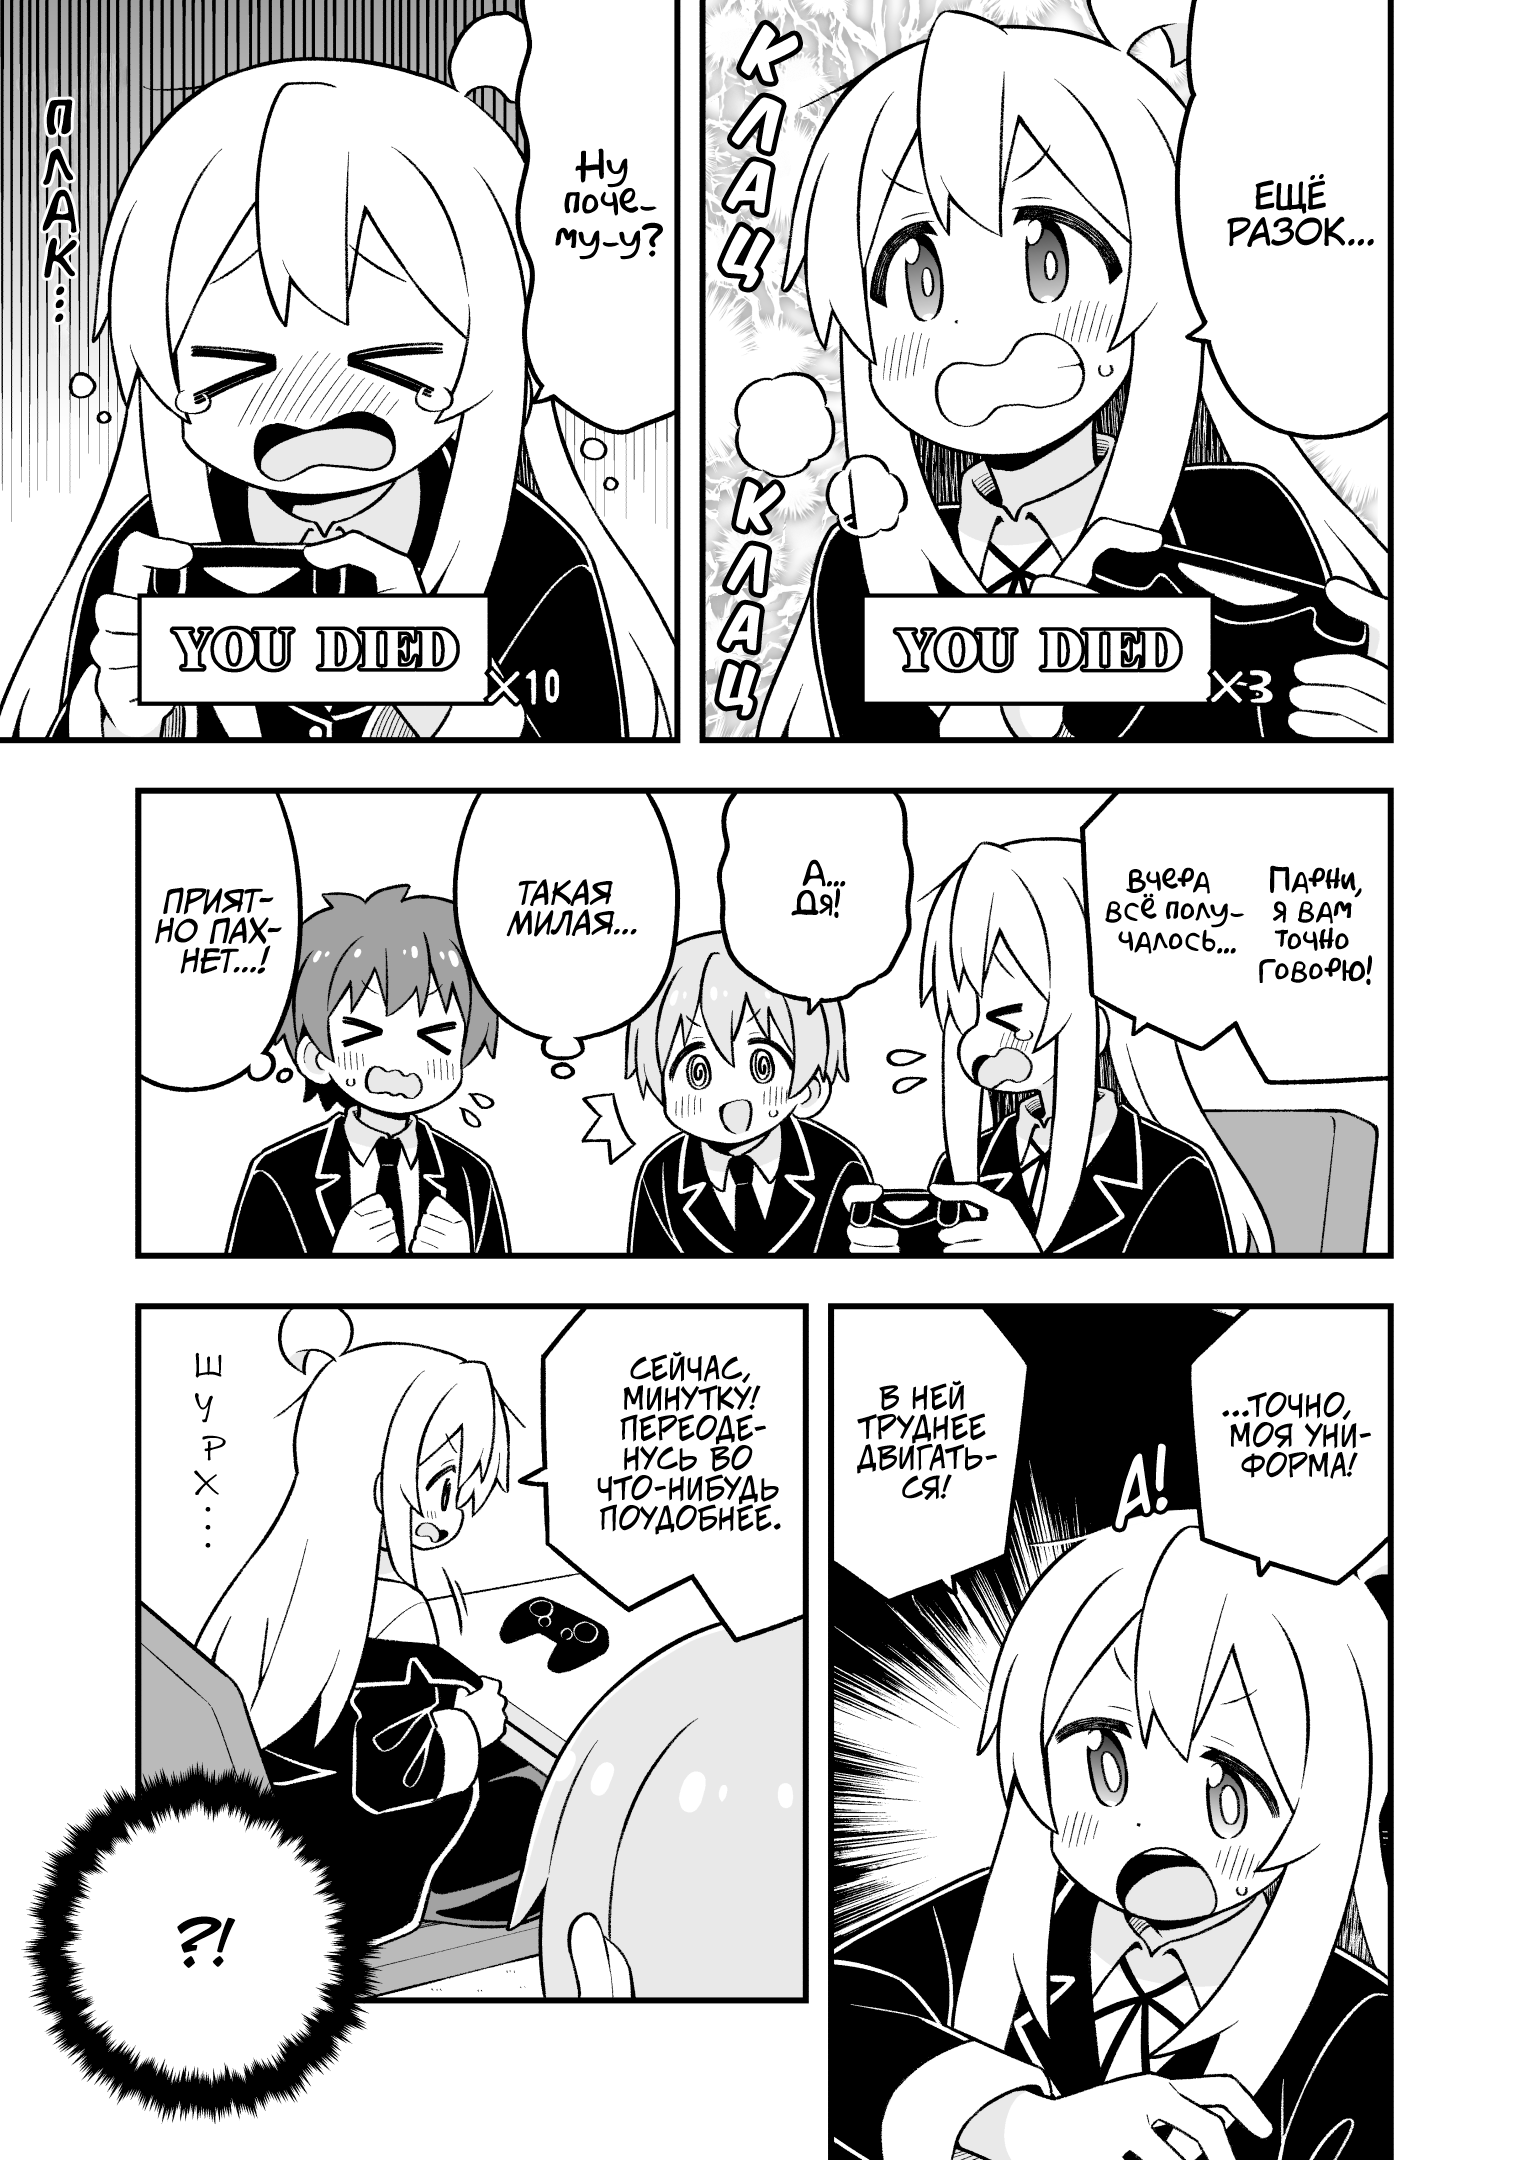 ЕЩЁ
РАЗОК...
КЛАЦ
КЛАЦ
YOU DIED
×3
Ну
поче-
му-у?
ПЛАК...
YOU DIED
×10
Парни,
я вам
точно
говорю!
вчера
всё полу-
чалось...
А...
Дя!
ТАКАЯ
МИЛАЯ...
ПРИЯТ-
НО ПАХ-
НЕТ...!
...ТОЧНО,
МОЯ УНИ-
ФОРМА!
А!
В НЕЙ
ТРУДНЕЕ
ДВИГАТЬ-
СЯ!
СЕЙЧАС,
МИНУТКУ!
ПЕРЕОДЕ-
НУСЬ ВО
ЧТО-НИБУДЬ
ПОУДОБНЕЕ.
ШУРХ...
?!